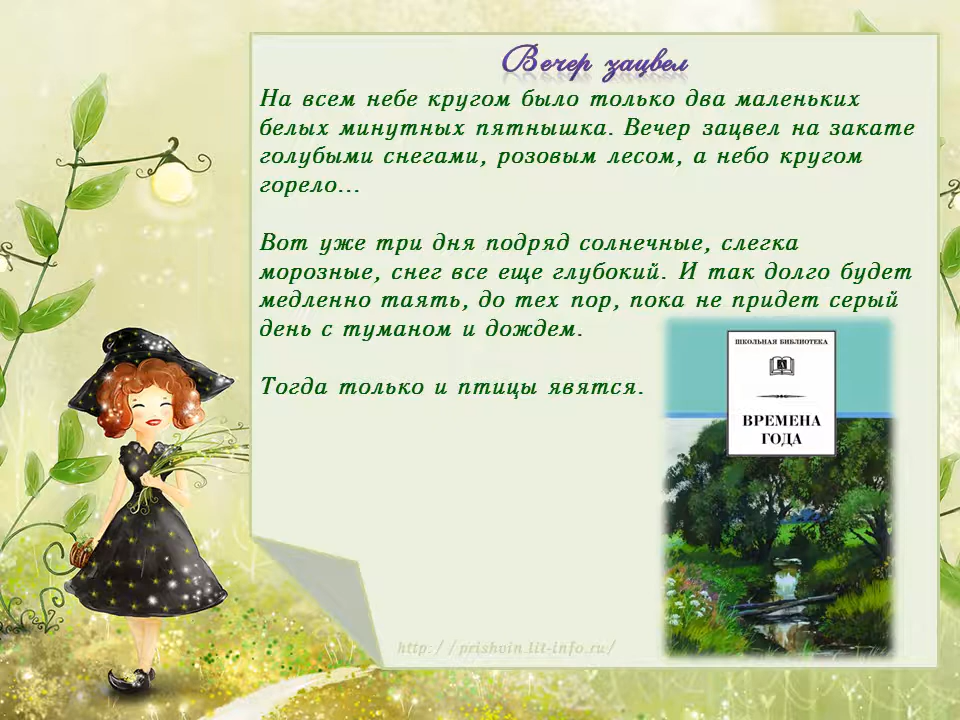 Вечер зацвел
На всем небе кругом было только два маленьких
белых минутных пятнышка. Вечер зацвел на закате
голубыми снегами, розовым лесом, а небо кругом
горело...
Вот уже три дня подряд солнечные, слегка
морозные, снег все еще глубокий. И так долго будет
медленно таять, до тех пор, пока не придет серый
день с туманом и дождем.
Тогда только и птицы явятся.
ШКОЛЬНАЯ БИБЛИОТЕКА
ВРЕМЕНА
ГОДА
http://prishvin.lit-info.ru/